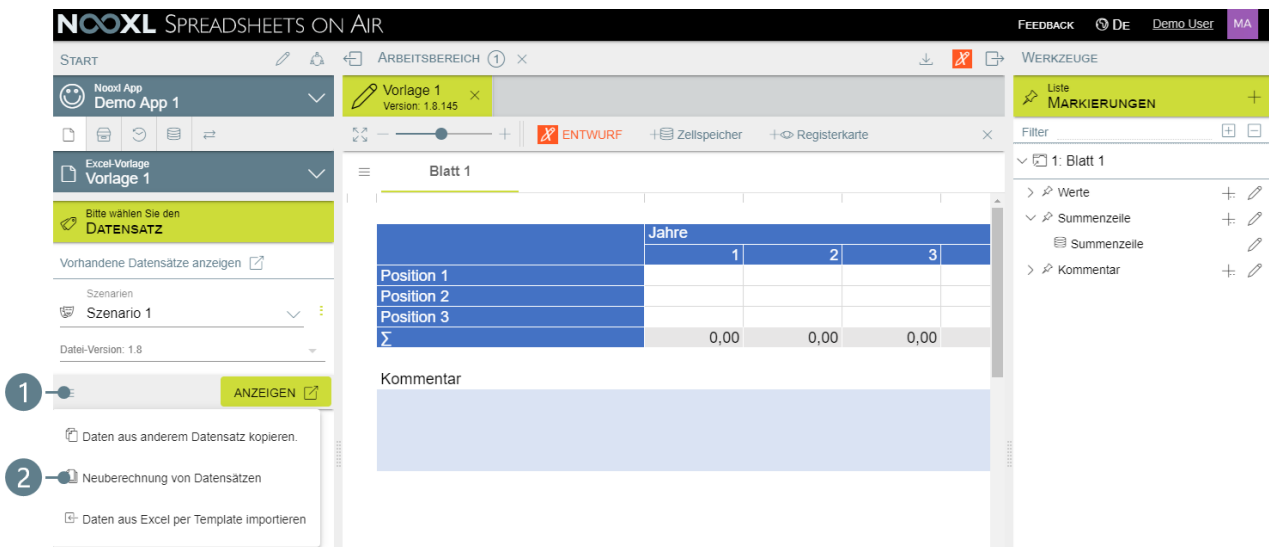 NOOXL SPREADSHEETS ON AIR
FEEDBACK DE Demo User MA
START
ARBEITSBEREICH 1
WERKZEUGE
Nooxl App
Demo App 1
Vorlage 1
Version: 1.8.145
Liste
MARKIERUNGEN
ENTWURF Zellspeicher Registerkarte
Filter
Excel-Vorlage
Vorlage 1
Blatt 1
1: Blatt 1
Werte
Summenzeile
Summenzeile
Kommentar
Bitte wählen Sie den
DATENSATZ
Vorhandene Datensätze anzeigen
Szenarien
Szenario 1
Datei-Version: 1.8
1
ANZEIGEN
Daten aus anderem Datensatz kopieren.
2
Neuberechnung von Datensätzen
Daten aus Excel per Template importieren
Jahre
1 2 3
Position 1
Position 2
Position 3
∑ 0,00 0,00 0,00
Kommentar